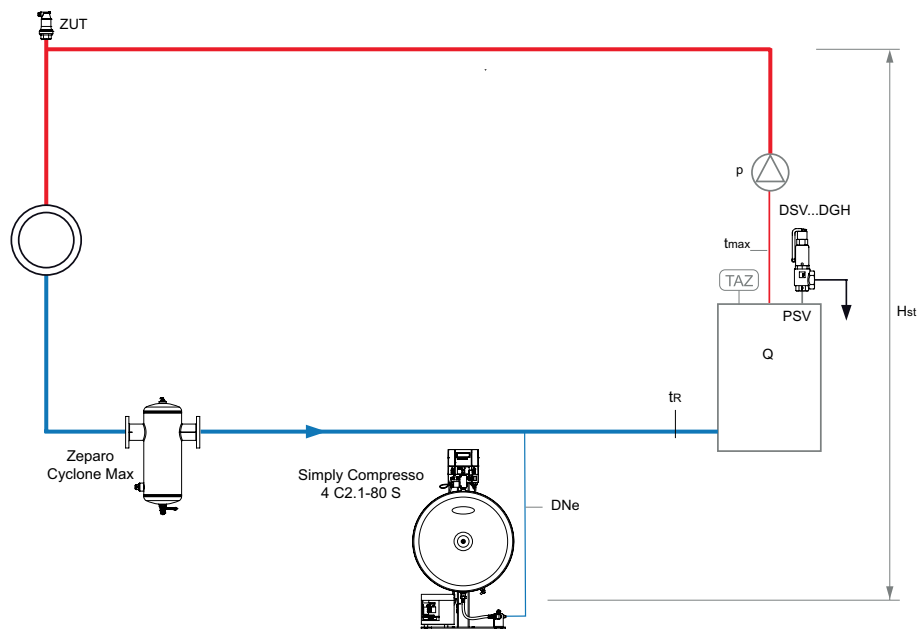 ZUT
p
DSV...DGH
tmax
TAZ
PSV
Hst
Q
tR
Zeparo
Cyclone Max
Simply Compresso
4 C2.1-80 S
DNe